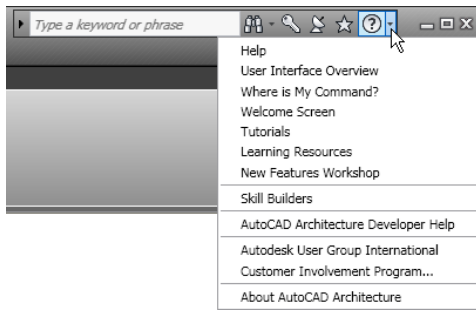 Type a keyword or phrase
Help
User Interface Overview
Where is My Command?
Welcome Screen
Tutorials
Learning Resources
New Features Workshop
Skill Builders
AutoCAD Architecture Developer Help
Autodesk User Group International
Customer Involvement Program...
About AutoCAD Architecture